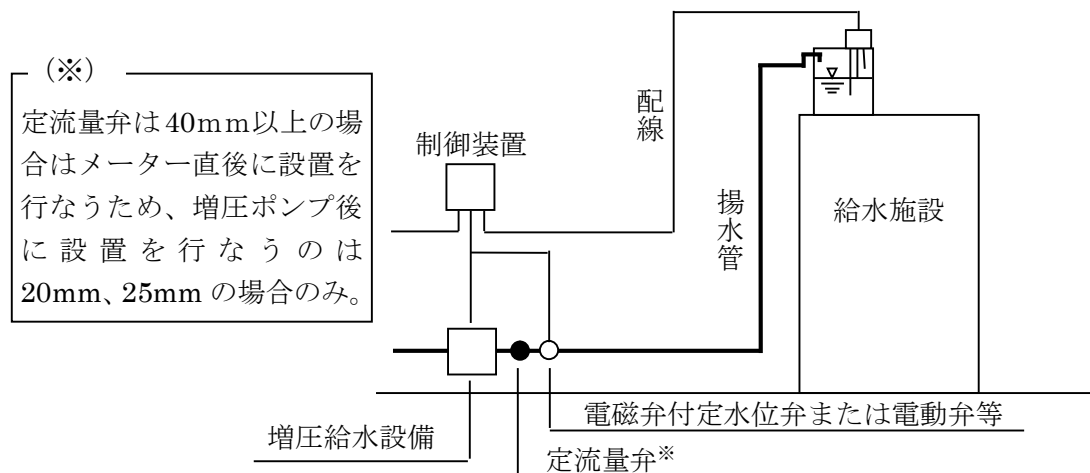 （※）
定流量弁は40mm以上の場
合はメーター直後に設置を
行なうため、増圧ポンプ後
に設置を行なうのは
20mm、25mm の場合のみ。
制御装置
配線
揚水管
給水施設
電磁弁付定水位弁または電動弁等
増圧給水設備
定流量弁※